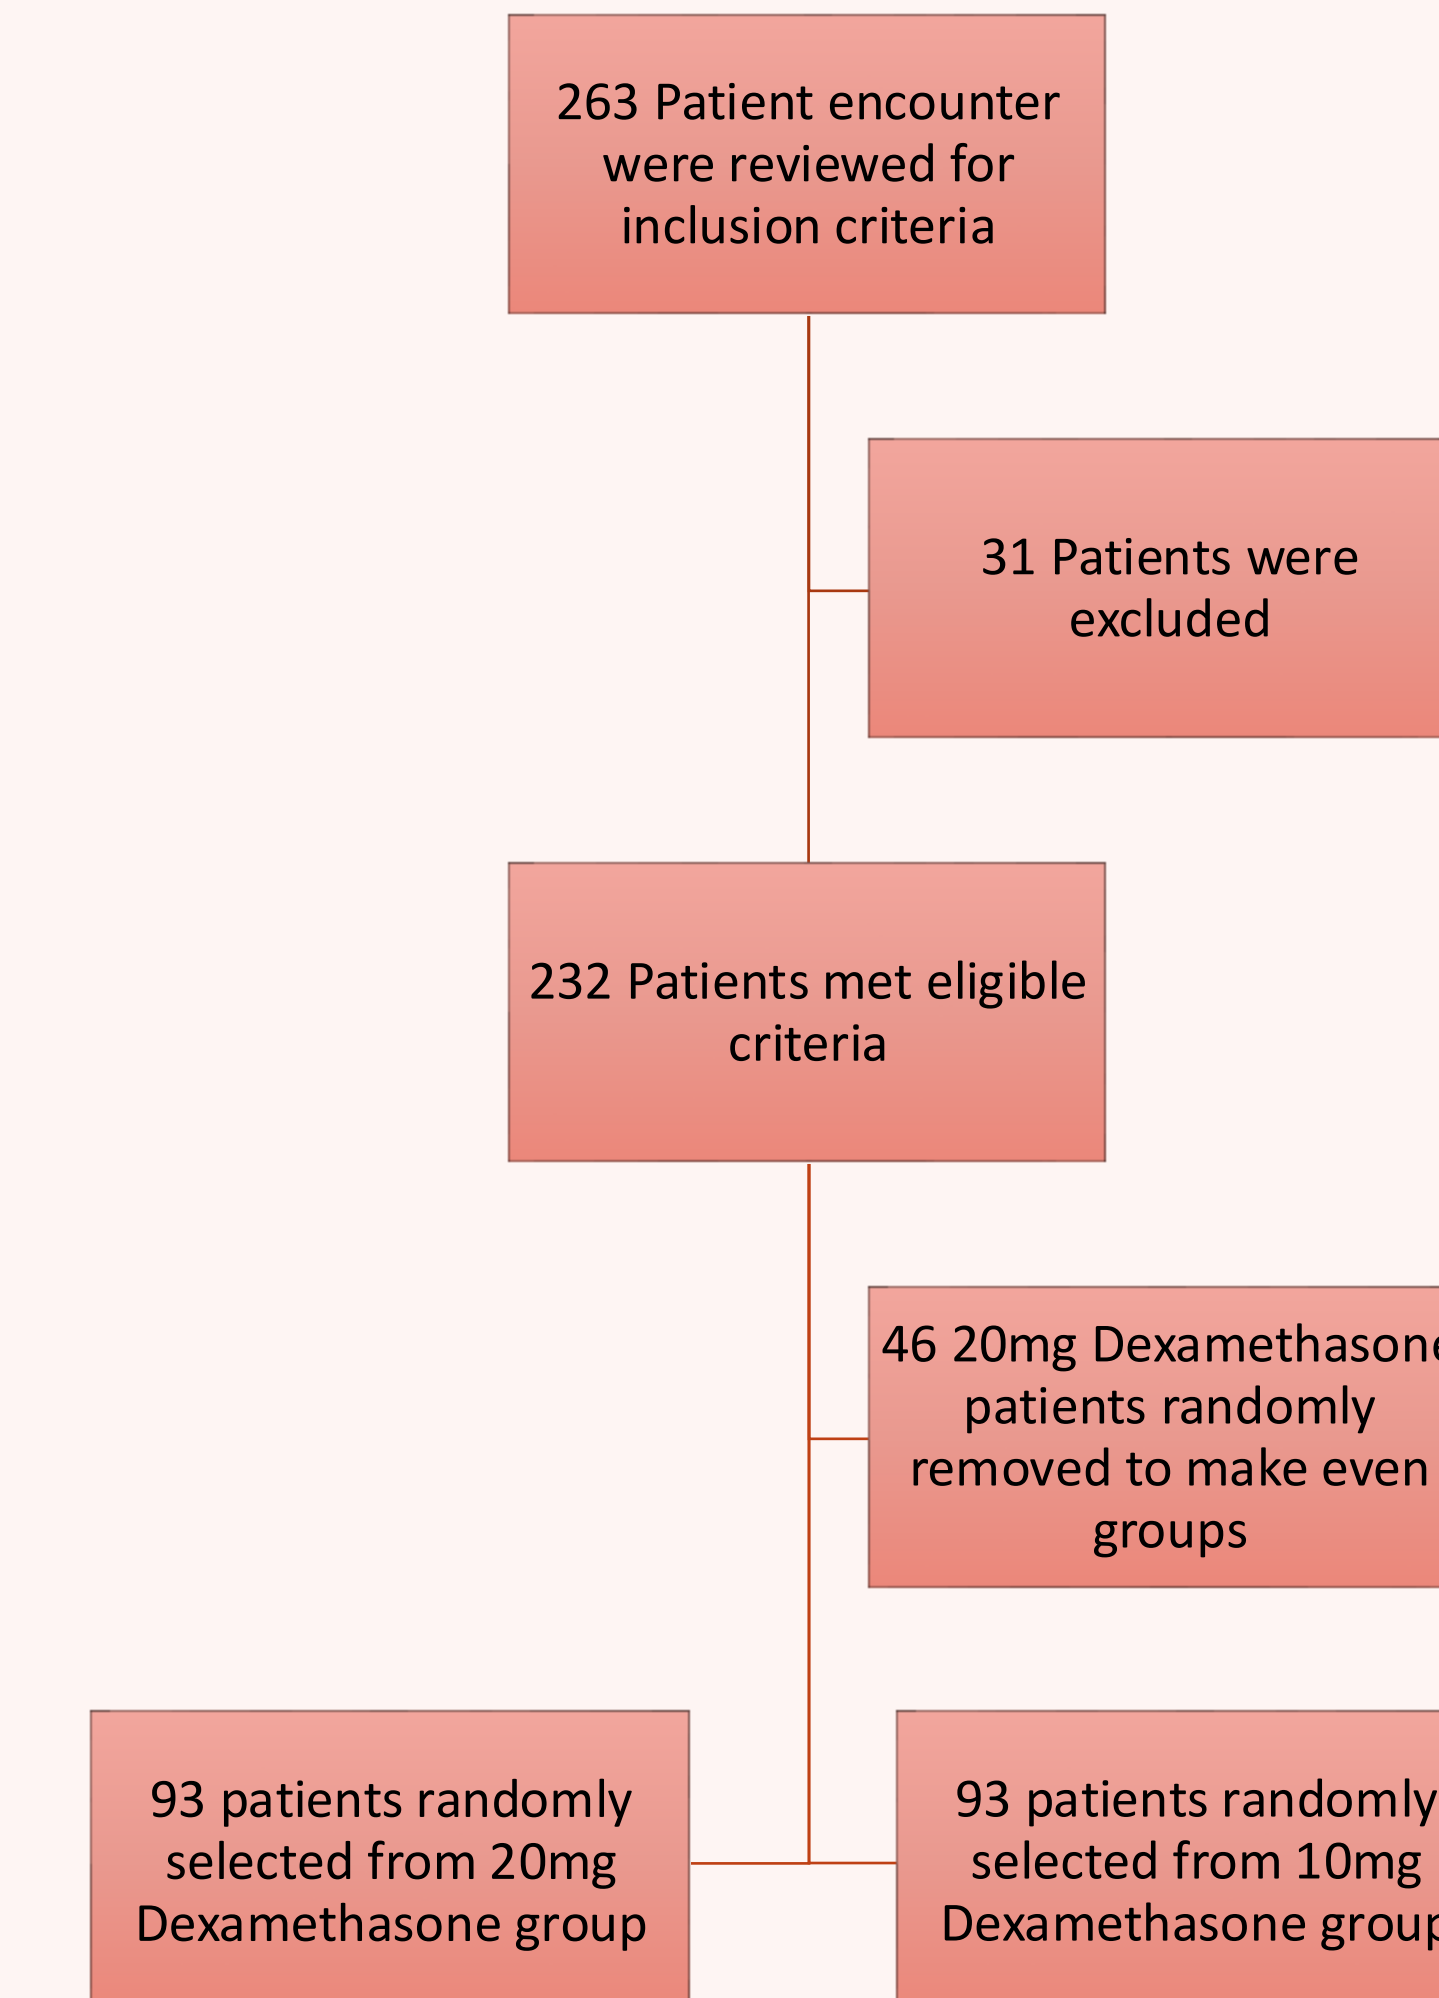 263 Patient encounter
were reviewed for
inclusion criteria
31 Patients were
excluded
232 Patients met eligible
criteria
46 20mg Dexamethasone
patients randomly
removed to make even
groups
93 patients randomly
selected from 20mg
Dexamethasone group
93 patients randomly
selected from 10mg
Dexamethasone group